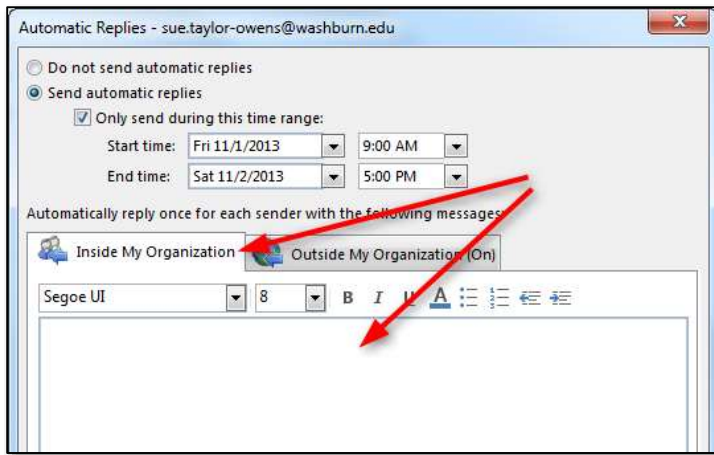 Automatic Replies - sue.taylor-owens@washburn.edu
Do not send automatic replies
Send automatic replies
Only send during this time range:
Start time: Fri 11/1/2013 9:00 AM
End time: Sat 11/2/2013 5:00 PM
Automatically reply once for each sender with the following messages:
Inside My Organization Outside My Organization (On)
Segoe UI 8 B I U A